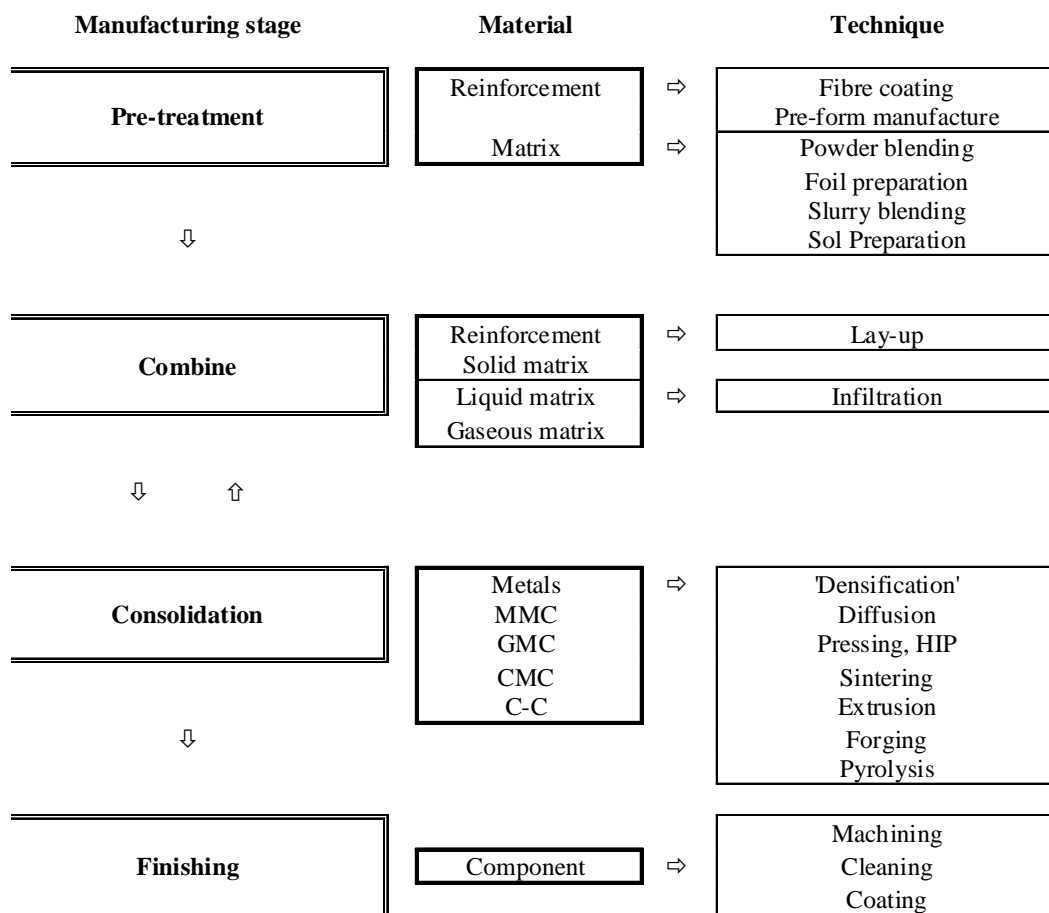 Manufacturing stage Material Technique
Pre-treatment
Reinforcement ⇨ Fibre coating
Pre-form manufacture
Matrix ⇨ Powder blending
Foil preparation
Slurry blending
Sol Preparation
⇩
Combine
Reinforcement ⇨ Lay-up
Solid matrix
Liquid matrix ⇨ Infiltration
Gaseous matrix
⇩ ⇧
Consolidation
Metals ⇨ 'Densification'
MMC Diffusion
GMC Pressing, HIP
CMC Sintering
C-C Extrusion
Forging
⇩
Pyrolysis
Finishing
Machining
Component ⇨ Cleaning
Coating